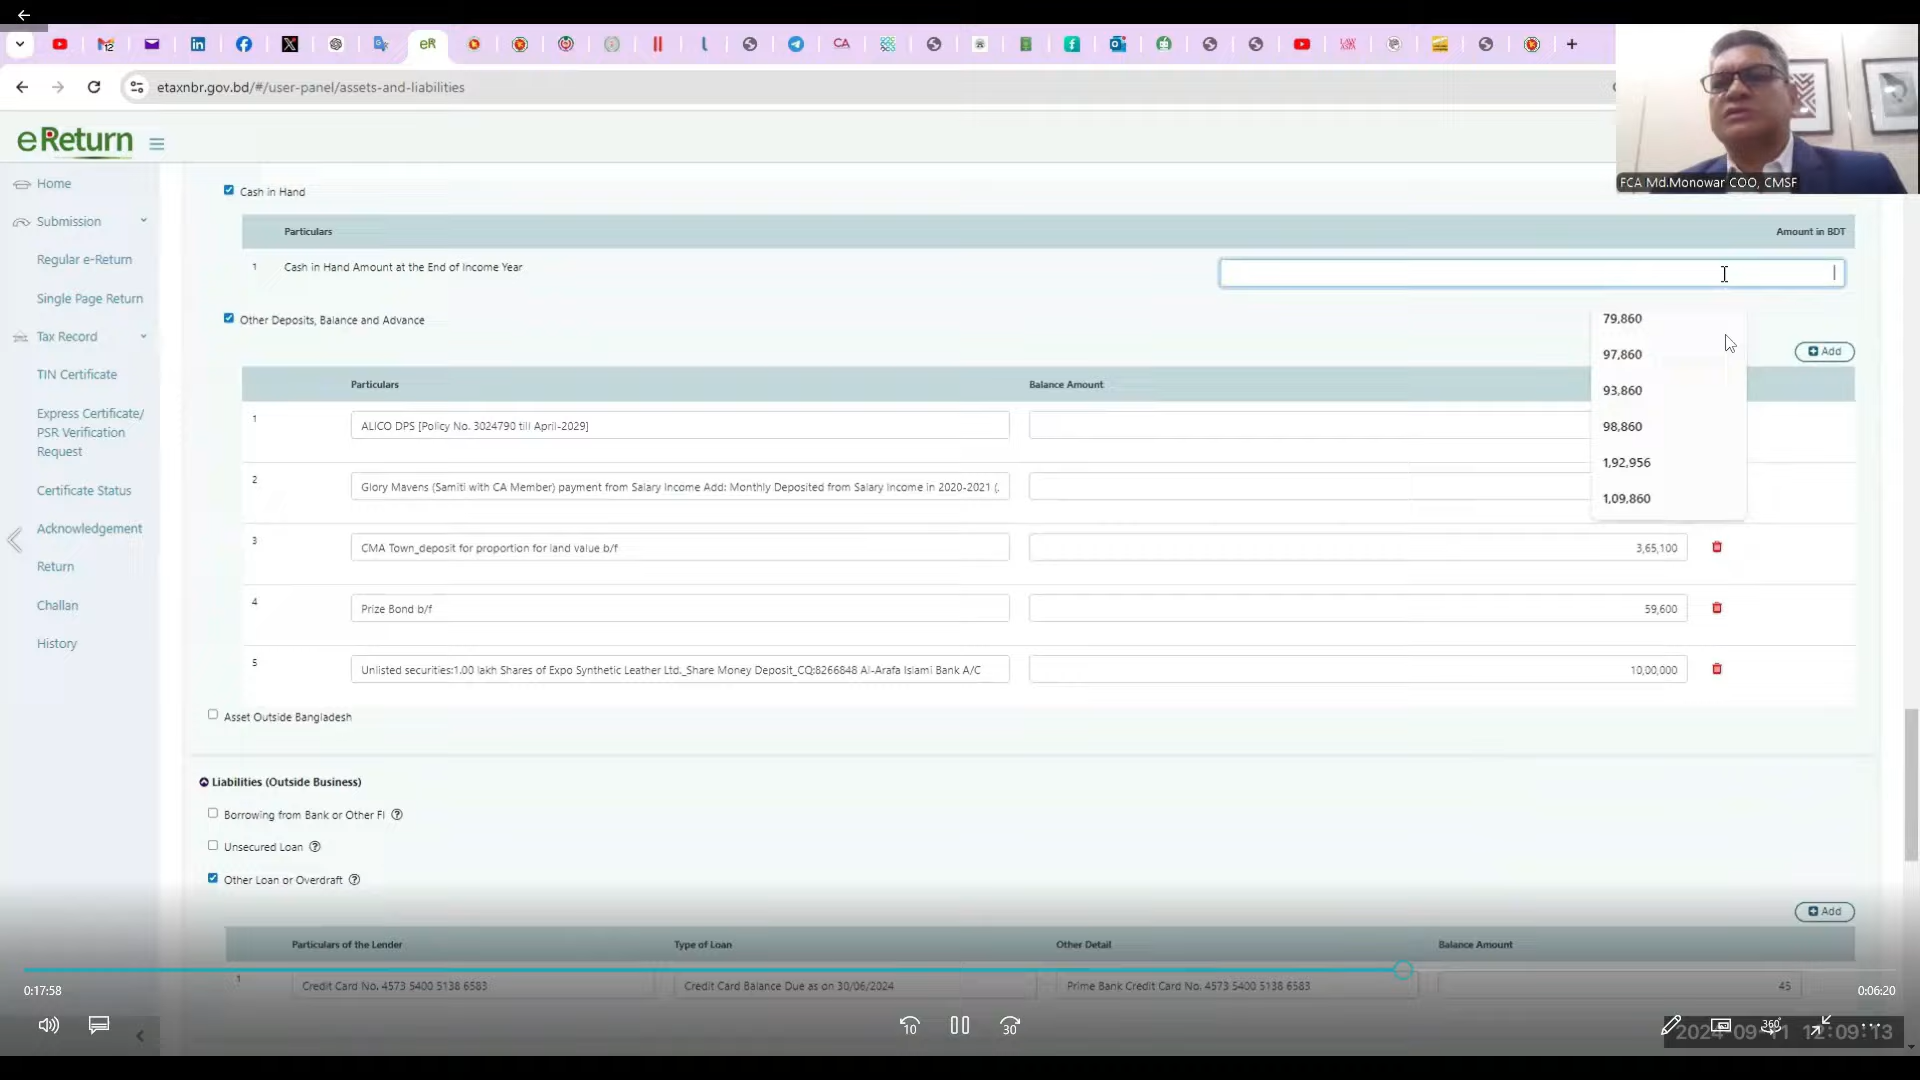 etaxnbr.gov.bd/#/user-panel/assets-and-liabilities
FCA Md.Monowar COO, CMSF
eReturn
Home
Submission
Regular e-Return
Single Page Return
Tax Record
TIN Certificate
Express Certificate/
PSR Verification
Request
Certificate Status
Acknowledgement
Return
Challan
History
Cash in Hand
Particulars Amount in BDT
1 Cash in Hand Amount at the End of Income Year
Other Deposits, Balance and Advance
79,860
97,860
93,860
98,860
1,92,956
1,09,860
Add
Particulars Balance Amount
1 ALICO DPS [Policy No. 3024790 till April-2029]
2 Glory Mavens (Samiti with CA Member) payment from Salary Income Add: Monthly Deposited from Salary Income in 2020-2021 (.
3 CMA Town_deposit for proportion for land value b/f 3,65,100
4 Prize Bond b/f 59,600
5 Unlisted securities:1.00 lakh Shares of Expo Synthetic Leather Ltd._Share Money Deposit_CQ:8266848 Al-Arafa Islami Bank A/C 10,00,000
Asset Outside Bangladesh
Liabilities (Outside Business)
Borrowing from Bank or Other FI
Unsecured Loan
Other Loan or Overdraft
Add
Particulars of the Lender Type of Loan Other Detail Balance Amount
1 Credit Card No. 4573 5400 5138 6583 Credit Card Balance Due as on 30/06/2024 Prime Bank Credit Card No. 4573 5400 5138 6583 45
0:17:58 0:06:20
10 30
360
2024-09-11 12:09:13